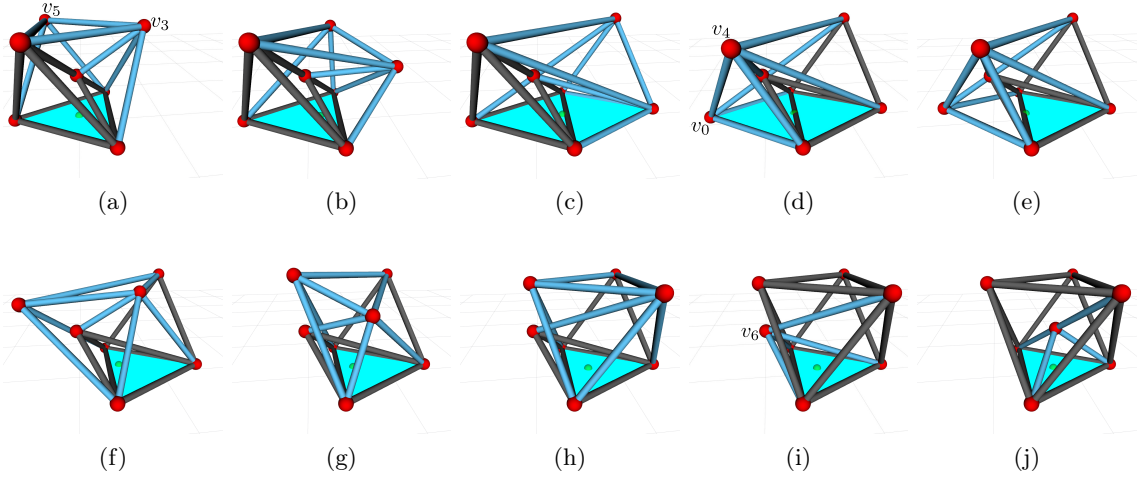 v₅ v₃
v₄
v₀
(a) (b) (c) (d) (e)
v₆
(f) (g) (h) (i) (j)